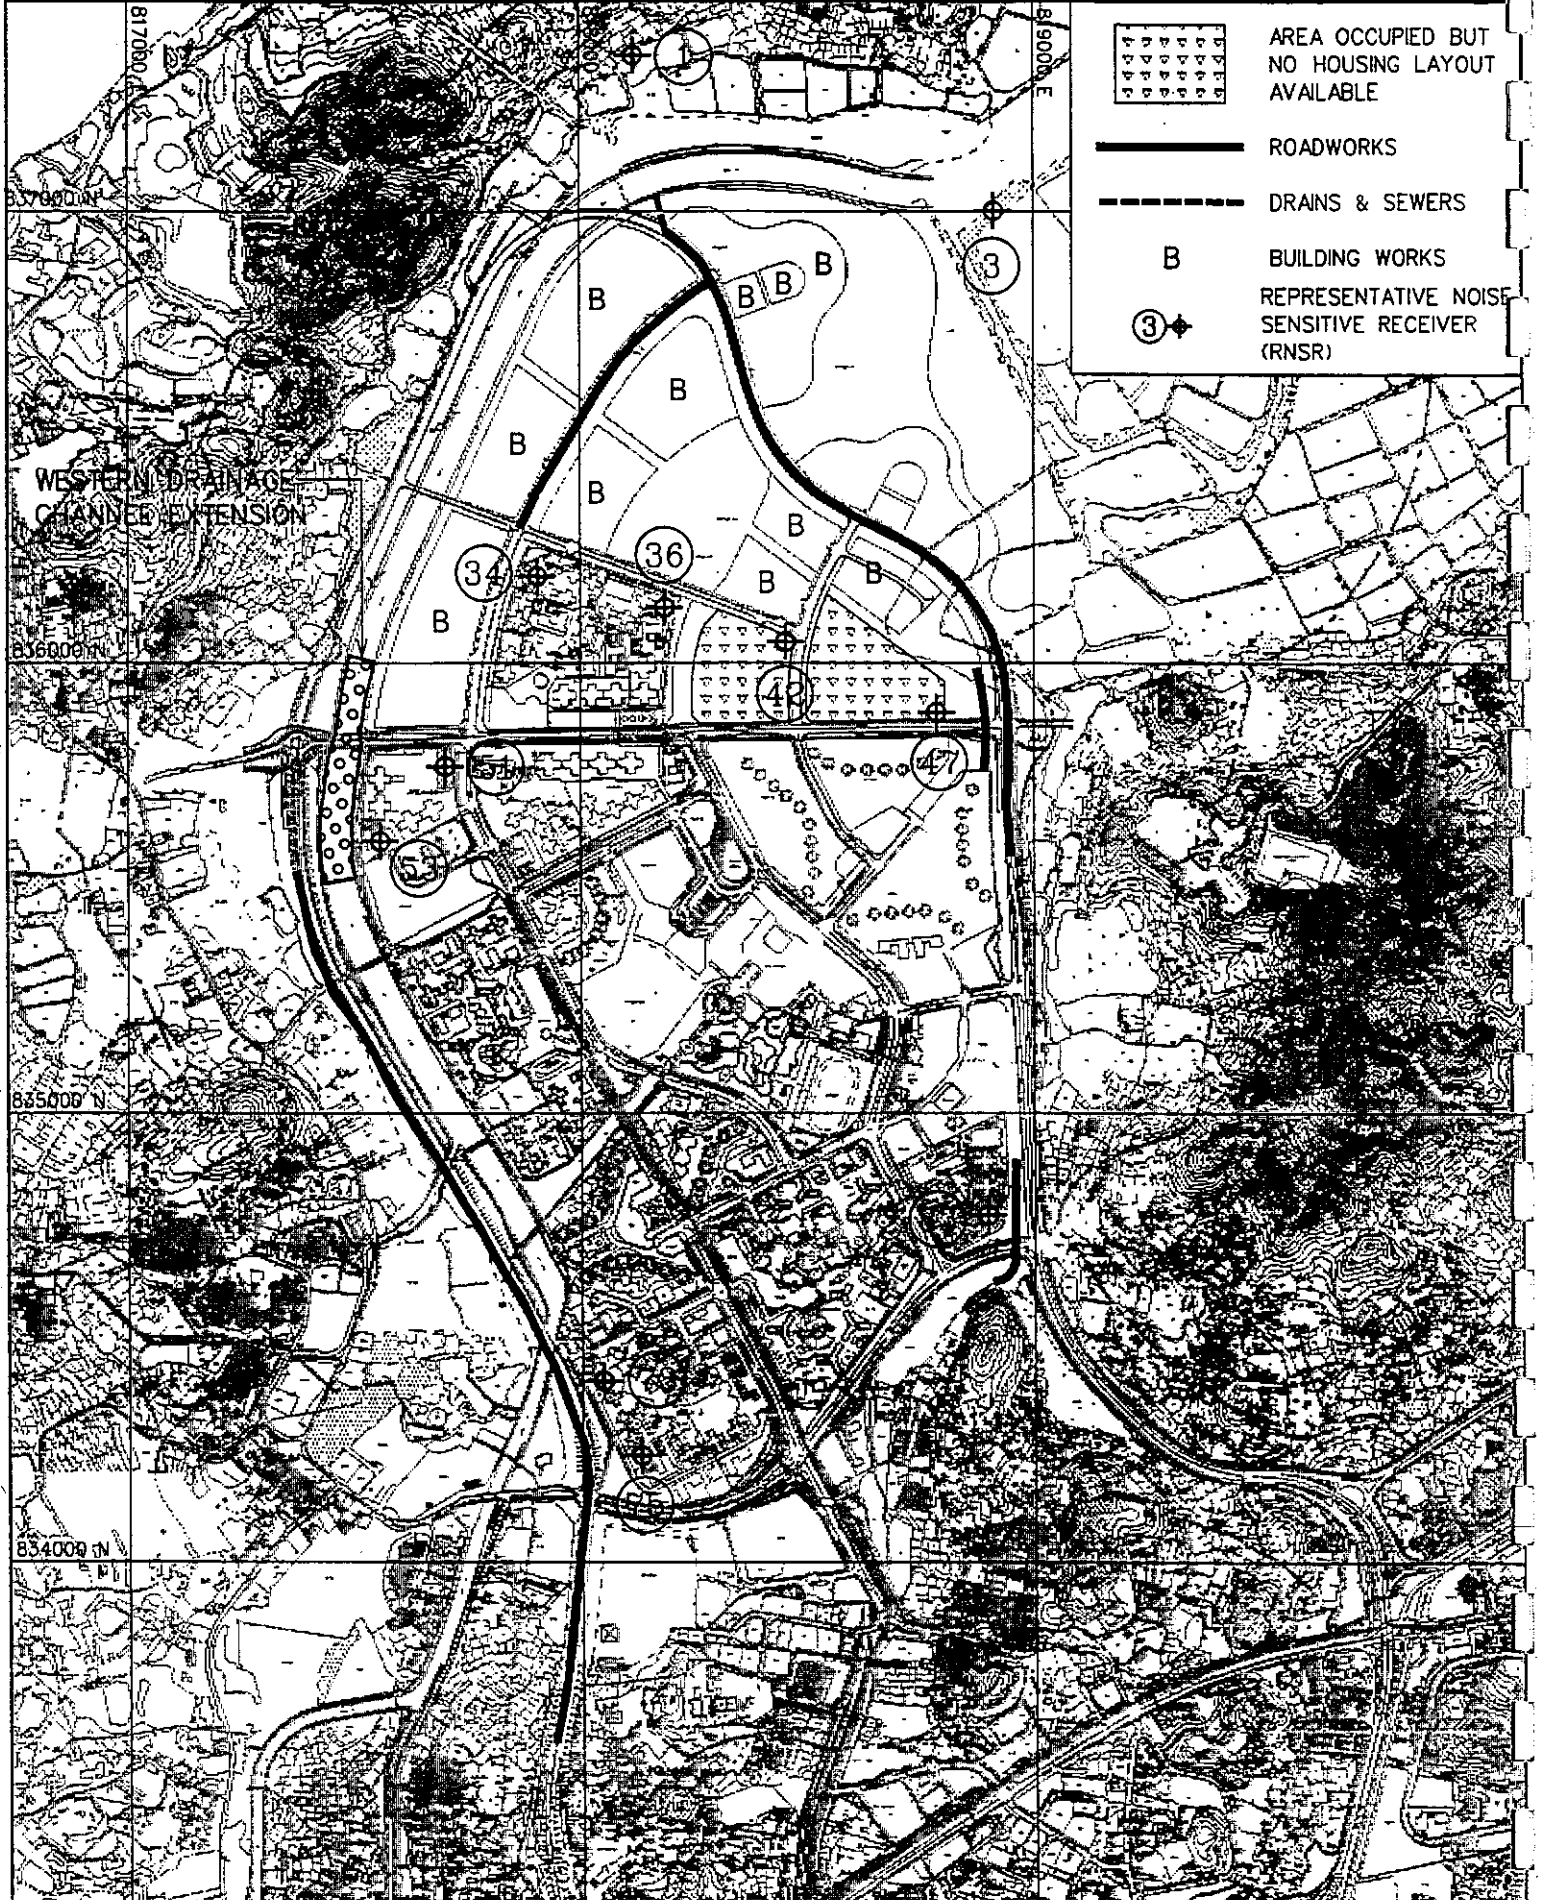 817000 E
819000 E
AREA OCCUPIED BUT
NO HOUSING LAYOUT
AVAILABLE
ROADWORKS
DRAINS & SEWERS
B
BUILDING WORKS
3
REPRESENTATIVE NOISE
SENSITIVE RECEIVER
(RNSR)
1
837000 N
3
B
B
B
B
B
B
WESTERN DRAINAGE
CHANNEL EXTENSION
B
B
34
36
B
B
B
836000 N
42
51
47
53
835000 N
834000 N